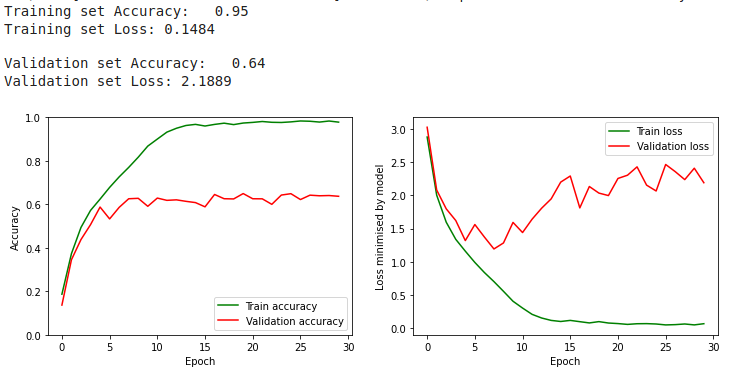 Training set Accuracy:   0.95
Training set Loss: 0.1484
Validation set Accuracy:   0.64
Validation set Loss: 2.1889
1.0
0.8
0.6
0.4
0.2
0.0
Accuracy
0 5 10 15 20 25 30
Epoch
Train accuracy
Validation accuracy
3.0
2.5
2.0
1.5
1.0
0.5
0.0
Loss minimised by model
0 5 10 15 20 25 30
Epoch
Train loss
Validation loss